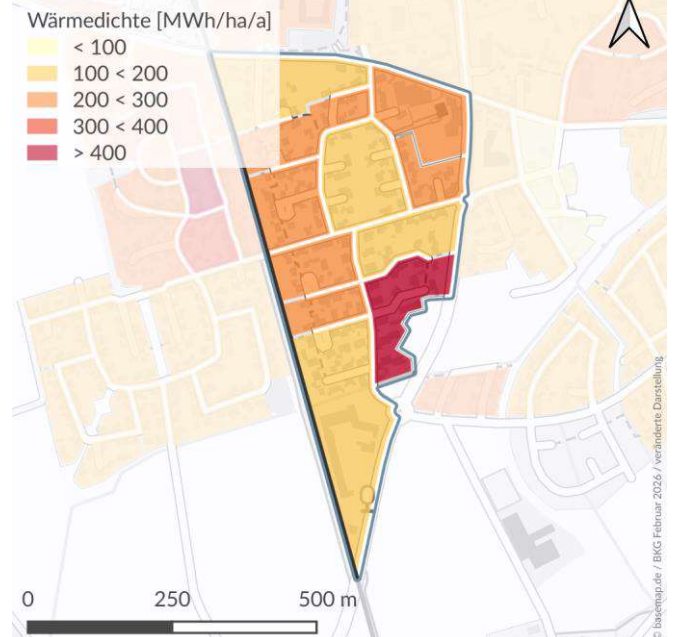 Wärmedichte [MWh/ha/a]
< 100
100 < 200
200 < 300
300 < 400
> 400
0 250 500 m
© basemap.de / BKG Februar 2026 / veränderte Darstellung